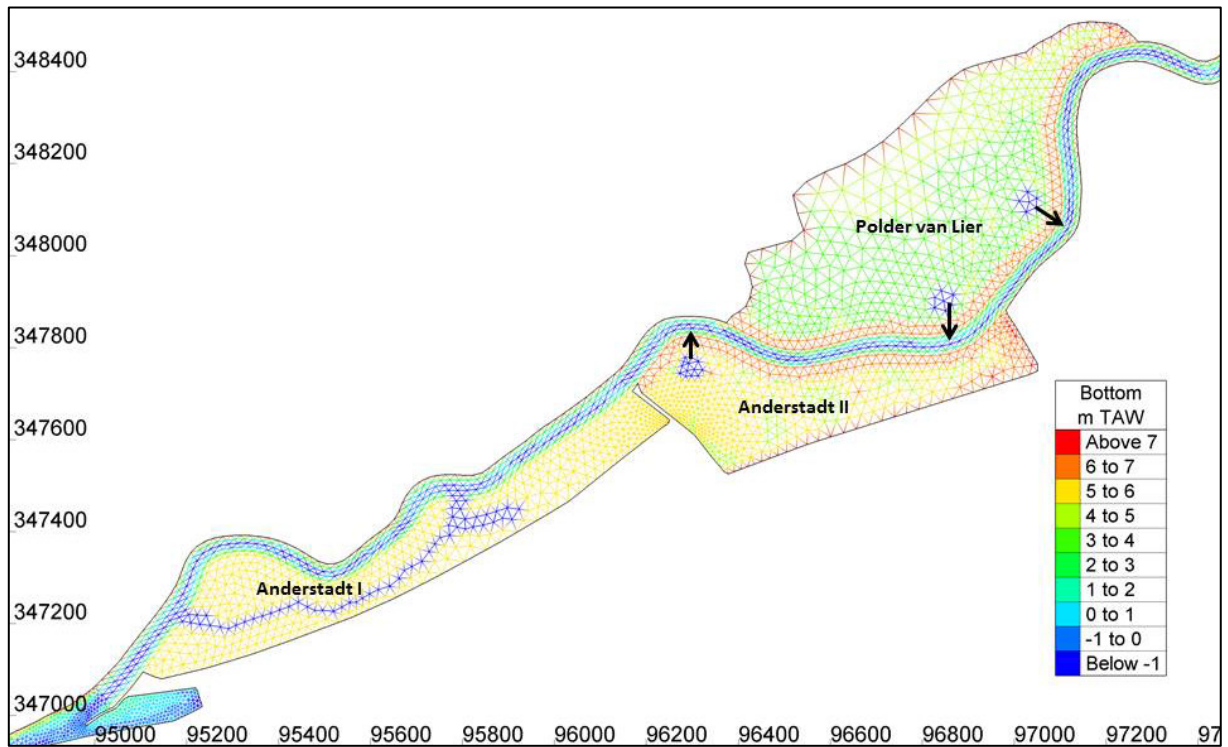 348400
348200
348000
347800
347600
347400
347200
347000
Polder van Lier
Anderstadt II
Anderstadt I
Bottom
m TAW
Above 7
6 to 7
5 to 6
4 to 5
3 to 4
2 to 3
1 to 2
0 to 1
-1 to 0
Below -1
95000 95200 95400 95600 95800 96000 96200 96400 96600 96800 97000 97200 97